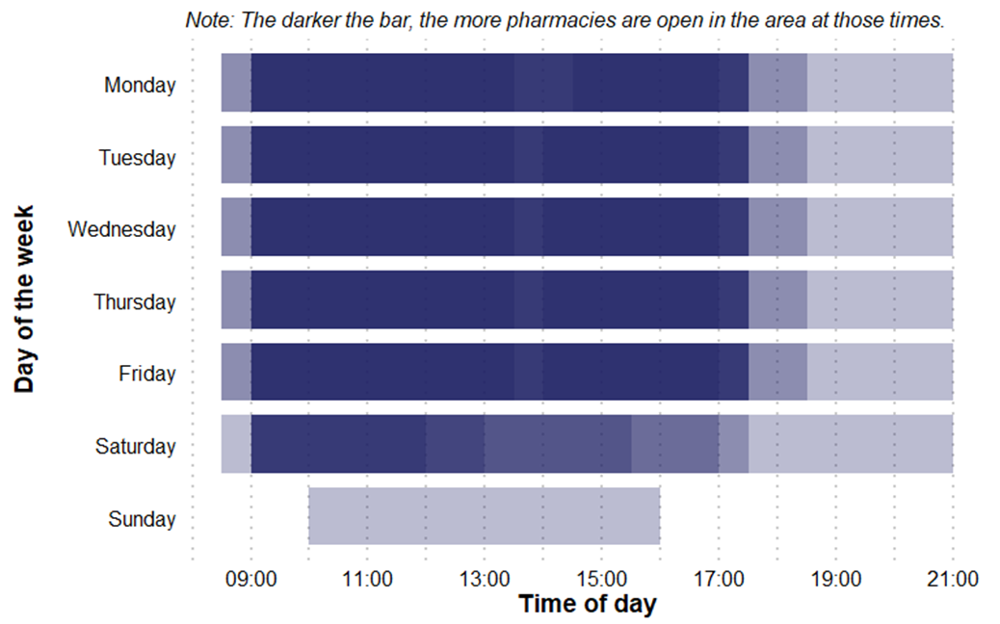 Note: The darker the bar, the more pharmacies are open in the area at those times.
Monday
Tuesday
Wednesday
Thursday
Friday
Saturday
Sunday
Day of the week
09:00 11:00 13:00 15:00 17:00 19:00 21:00
Time of day